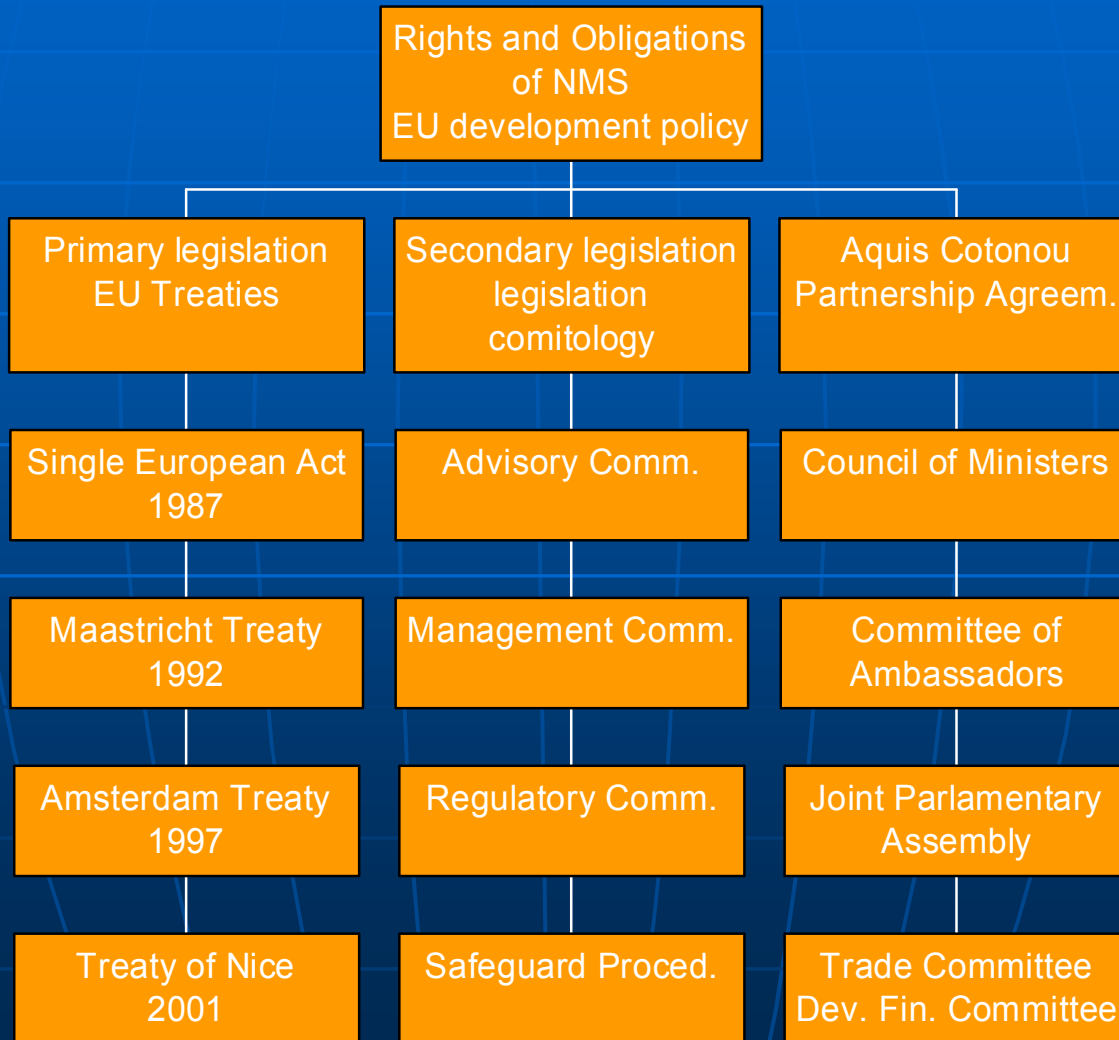 Rights and Obligations
of NMS
EU development policy
Primary legislation
EU Treaties
Secondary legislation
legislation
comitology
Aquis Cotonou
Partnership Agreem.
Single European Act
1987
Advisory Comm.
Council of Ministers
Maastricht Treaty
1992
Management Comm.
Committee of
Ambassadors
Amsterdam Treaty
1997
Regulatory Comm.
Joint Parlamentary
Assembly
Treaty of Nice
2001
Safeguard Proced.
Trade Committee
Dev. Fin. Committee